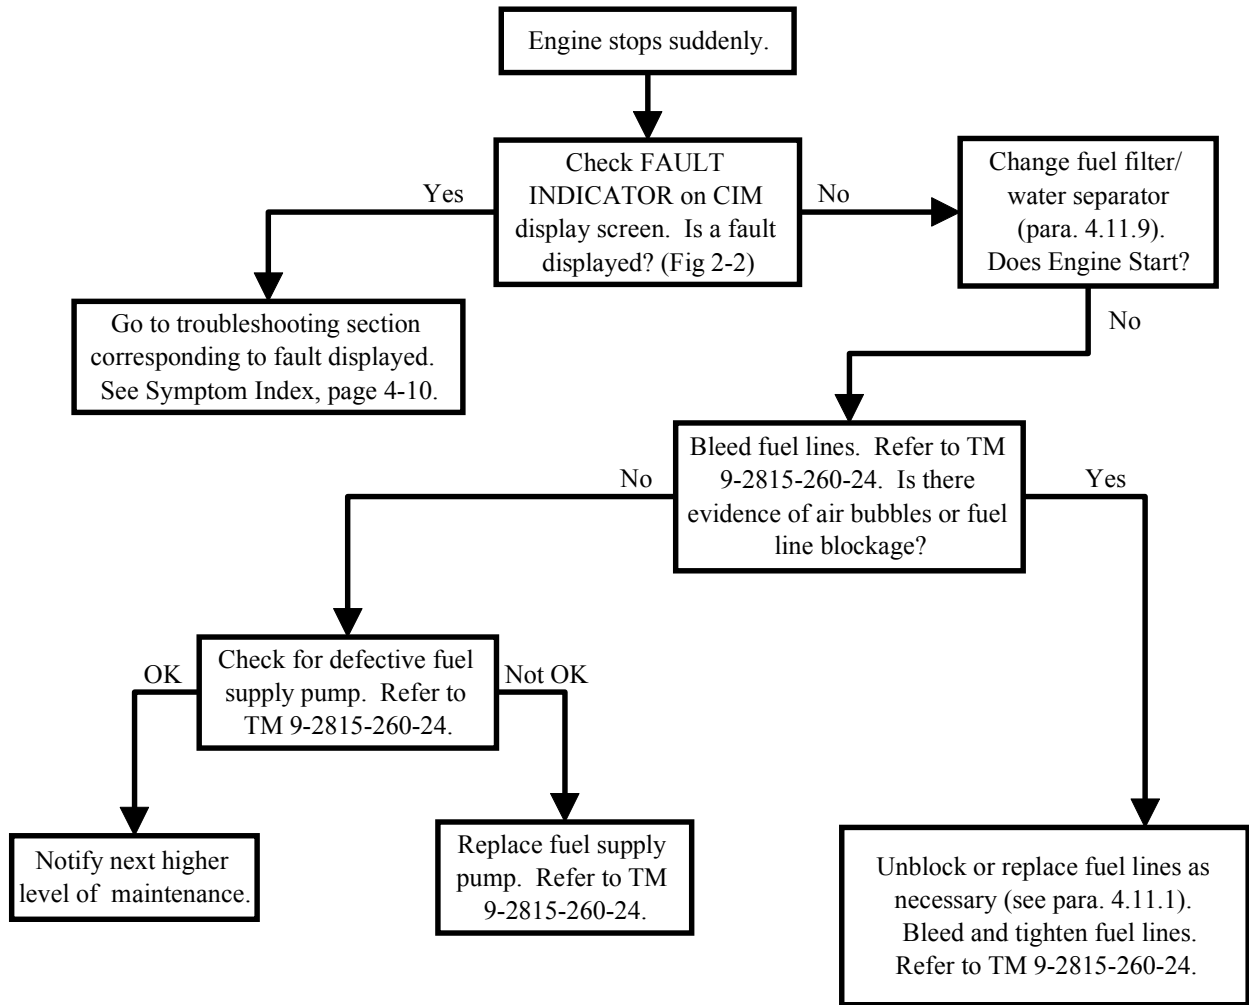 Engine stops suddenly.
Check FAULT
INDICATOR on CIM
display screen.  Is a fault
displayed? (Fig 2-2)
Yes
No
Change fuel filter/
water separator
(para. 4.11.9).
Does Engine Start?
No
Go to troubleshooting section
corresponding to fault displayed.
See Symptom Index, page 4-10.
Bleed fuel lines.  Refer to TM
9-2815-260-24.  Is there
evidence of air bubbles or fuel
line blockage?
No
Yes
Check for defective fuel
supply pump.  Refer to
TM 9-2815-260-24.
OK
Not OK
Notify next higher
level of  maintenance.
Replace fuel supply
pump.  Refer to TM
9-2815-260-24.
Unblock or replace fuel lines as
necessary (see para. 4.11.1).
Bleed and tighten fuel lines.
Refer to TM 9-2815-260-24.